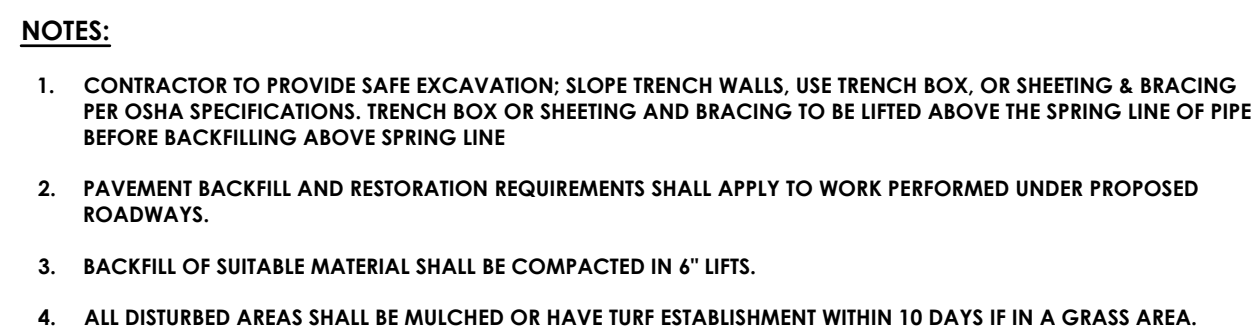 NOTES:
1. CONTRACTOR TO PROVIDE SAFE EXCAVATION; SLOPE TRENCH WALLS, USE TRENCH BOX, OR SHEETING & BRACING
PER OSHA SPECIFICATIONS. TRENCH BOX OR SHEETING AND BRACING TO BE LIFTED ABOVE THE SPRING LINE OF PIPE
BEFORE BACKFILLING ABOVE SPRING LINE
2. PAVEMENT BACKFILL AND RESTORATION REQUIREMENTS SHALL APPLY TO WORK PERFORMED UNDER PROPOSED
ROADWAYS.
3. BACKFILL OF SUITABLE MATERIAL SHALL BE COMPACTED IN 6" LIFTS.
4. ALL DISTURBED AREAS SHALL BE MULCHED OR HAVE TURF ESTABLISHMENT WITHIN 10 DAYS IF IN A GRASS AREA.